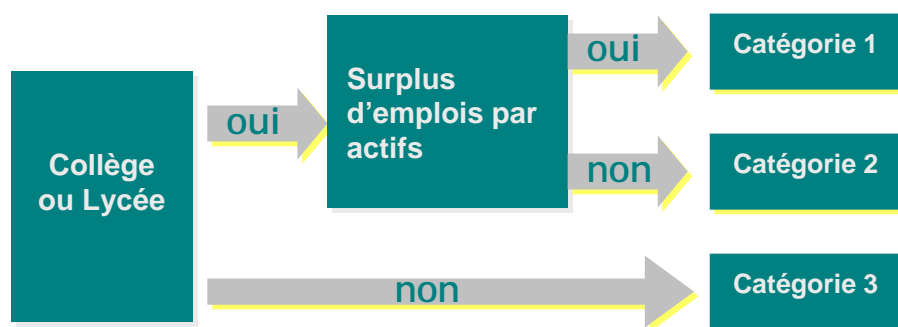 Collège
ou Lycée
oui
Surplus
d'emplois par
actifs
oui
Catégorie 1
non
Catégorie 2
non
Catégorie 3